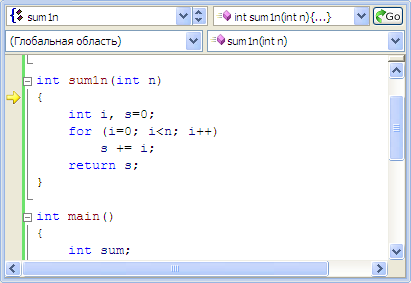 sum1n int sum1n(int n){...} Go
(Глобальная область) sum1n(int n)
int sum1n(int n)
{
    int i, s=0;
    for (i=0; i<n; i++)
        s += i;
    return s;
}
int main()
{
    int sum;